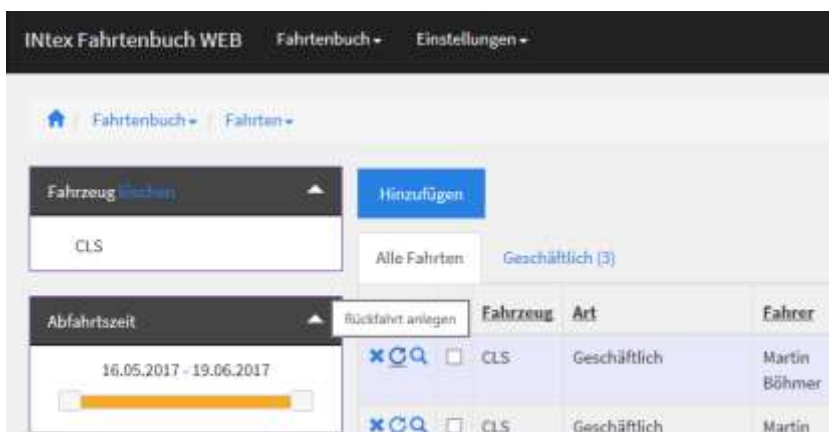 INtex Fahrtenbuch WEB Fahrtenbuch Einstellungen
/ Fahrtenbuch / Fahrten
Fahrzeug löschen
CLS
Hinzufügen
Alle Fahrten Geschäftlich (3)
Abfahrtszeit
16.05.2017 - 19.06.2017
Rückfahrt anlegen
Fahrzeug Art Fahrer
CLS Geschäftlich Martin
Böhmer
CLS Geschäftlich Martin